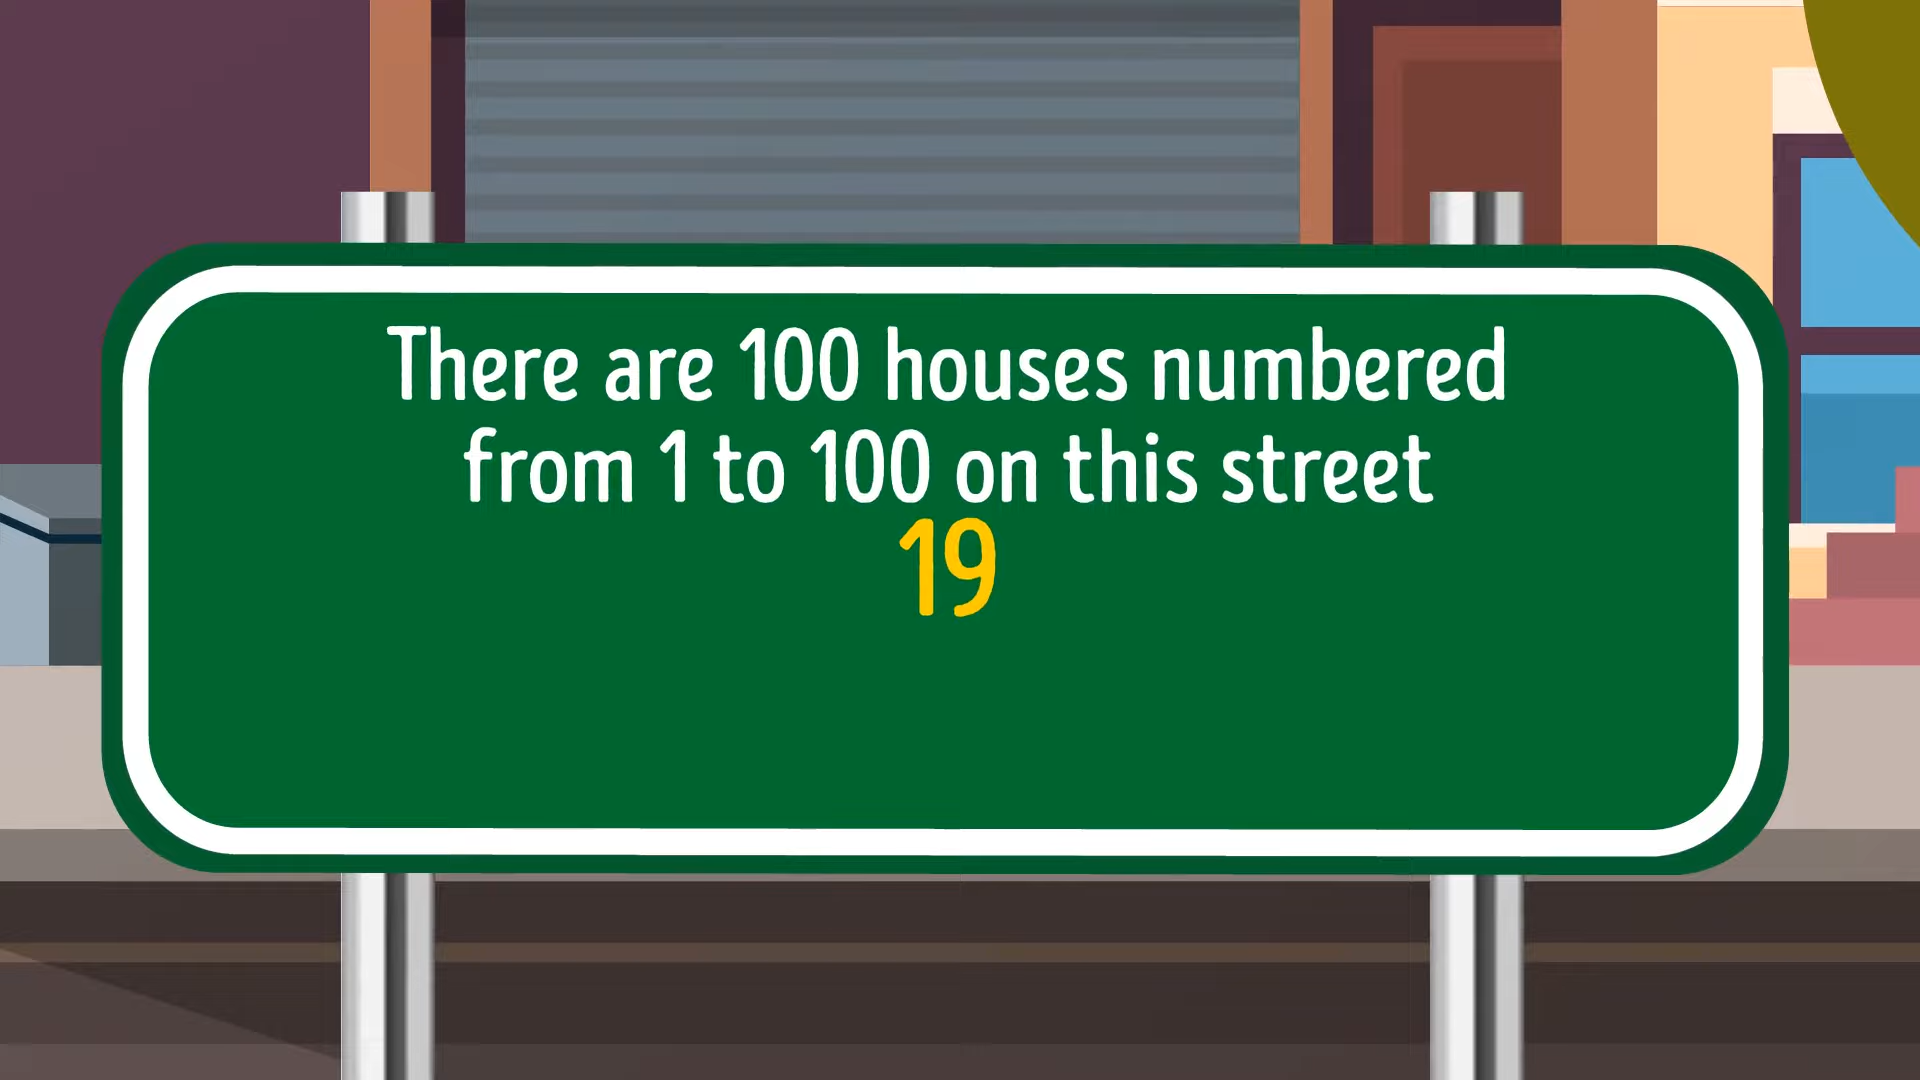 There are 100 houses numbered
from 1 to 100 on this street
19